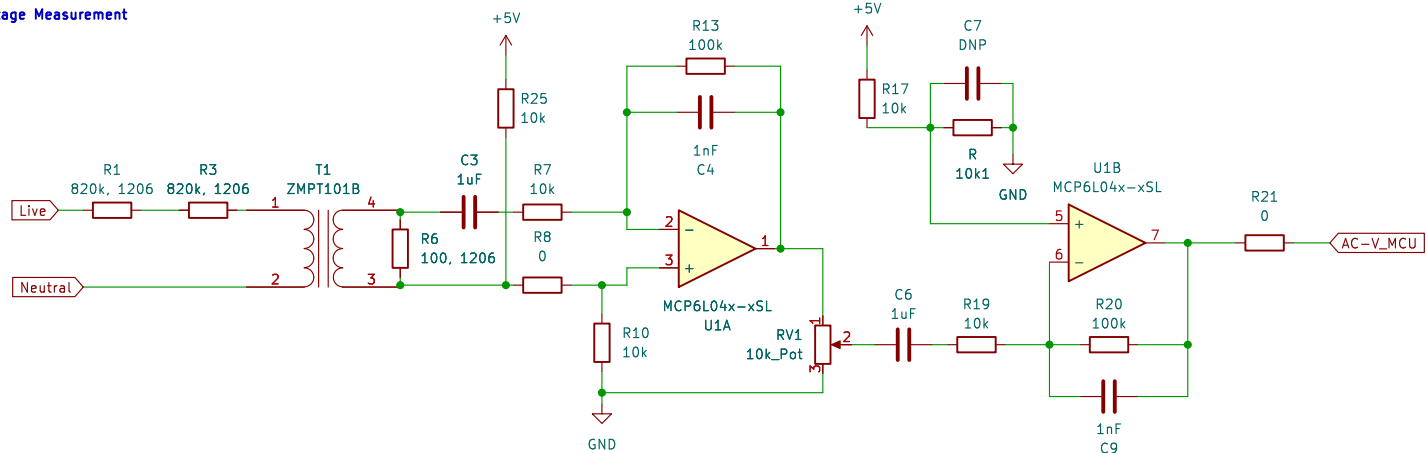 tage Measurement
+5V
R13
100k
+5V
C7
DNP
R25
10k
R17
10k
1nF
C4
R
10k1
GND
R1
820k, 1206
R3
820k, 1206
T1
ZMPT101B
C3
1uF
R7
10k
U1B
MCP6L04x-xSL
Live
1
4
R21
0
2
5
+
7
AC-V_MCU
R6
100, 1206
R8
0
−
1
3
+
6
−
Neutral
2
3
MCP6L04x-xSL
U1A
R10
10k
RV1
10k_Pot
1
2
3
C6
1uF
R19
10k
R20
100k
1nF
C9
GND